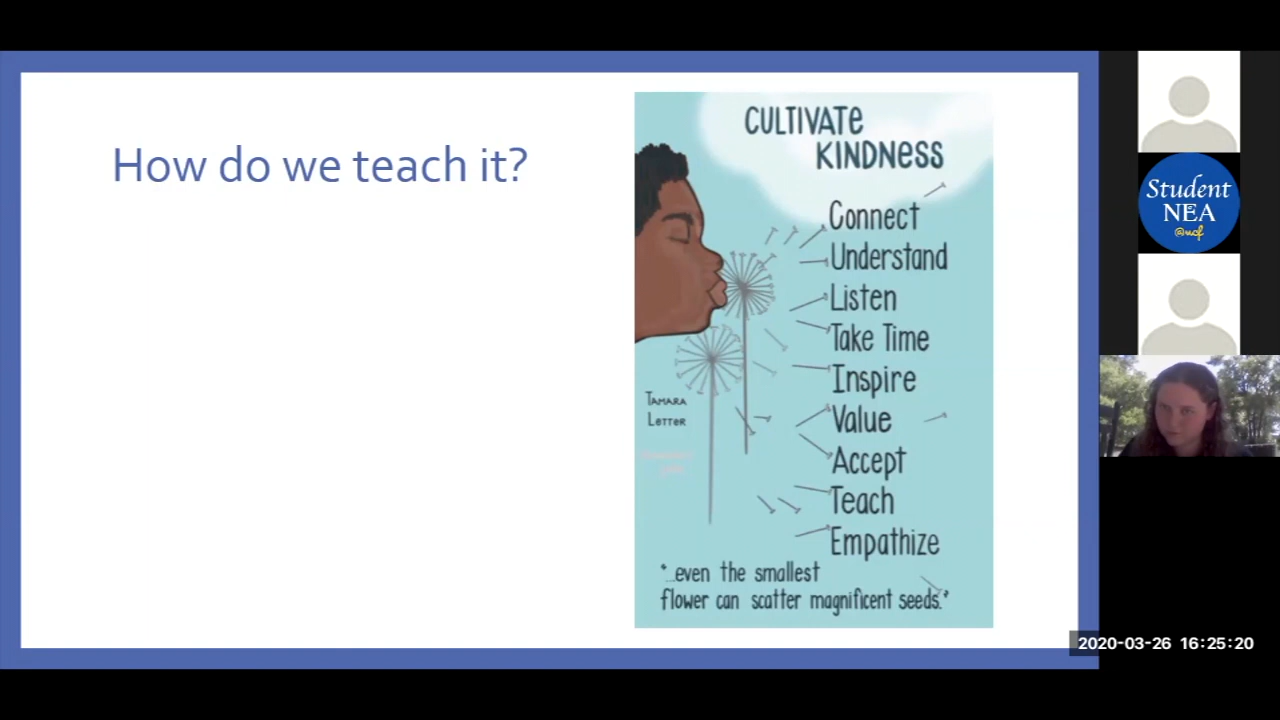 How do we teach it?
CULTIVATE
KINDNESS
Connect
Understand
Listen
Take Time
Inspire
Value
Accept
Teach
Empathize
TAMARA
LETTER
"...even the smallest
flower can scatter magnificent seeds."
Student
NEA
@ncf
2020-03-26 16:25:20